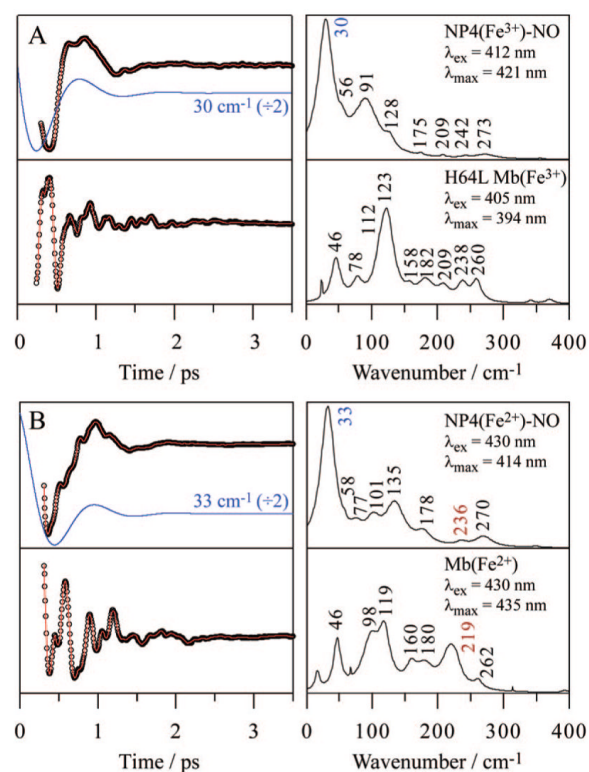 A
30 cm⁻¹ (÷2)
30
56
91
128
175
209
242
273
NP4(Fe³⁺)-NO
λex = 412 nm
λmax = 421 nm
46
78
112
123
158
182
209
238
260
H64L Mb(Fe³⁺)
λex = 405 nm
λmax = 394 nm
0 1 2 3
0 100 200 300 400
Time / ps
Wavenumber / cm⁻¹
B
33 cm⁻¹ (÷2)
33
58
77
101
135
178
236
270
NP4(Fe²⁺)-NO
λex = 430 nm
λmax = 414 nm
46
98
119
160
180
219
262
Mb(Fe²⁺)
λex = 430 nm
λmax = 435 nm
0 1 2 3
0 100 200 300 400
Time / ps
Wavenumber / cm⁻¹